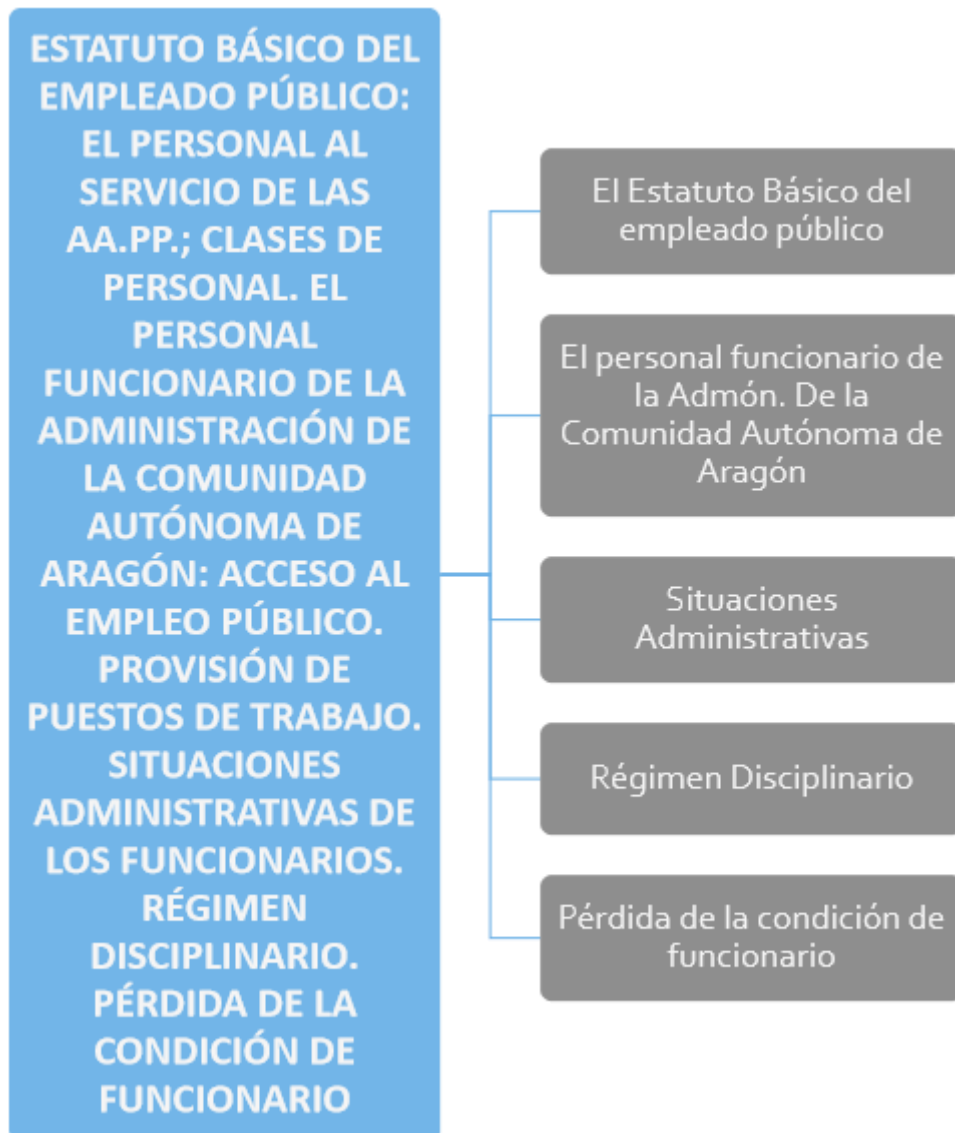 ESTATUTO BÁSICO DEL
EMPLEADO PÚBLICO:
EL PERSONAL AL
SERVICIO DE LAS
AA.PP.; CLASES DE
PERSONAL. EL
PERSONAL
FUNCIONARIO DE LA
ADMINISTRACIÓN DE
LA COMUNIDAD
AUTÓNOMA DE
ARAGÓN: ACCESO AL
EMPLEO PÚBLICO.
PROVISIÓN DE
PUESTOS DE TRABAJO.
SITUACIONES
ADMINISTRATIVAS DE
LOS FUNCIONARIOS.
RÉGIMEN
DISCIPLINARIO.
PÉRDIDA DE LA
CONDICIÓN DE
FUNCIONARIO
El Estatuto Básico del
empleado público
El personal funcionario de
la Admón. De la
Comunidad Autónoma de
Aragón
Situaciones
Administrativas
Régimen Disciplinario
Pérdida de la condición de
funcionario